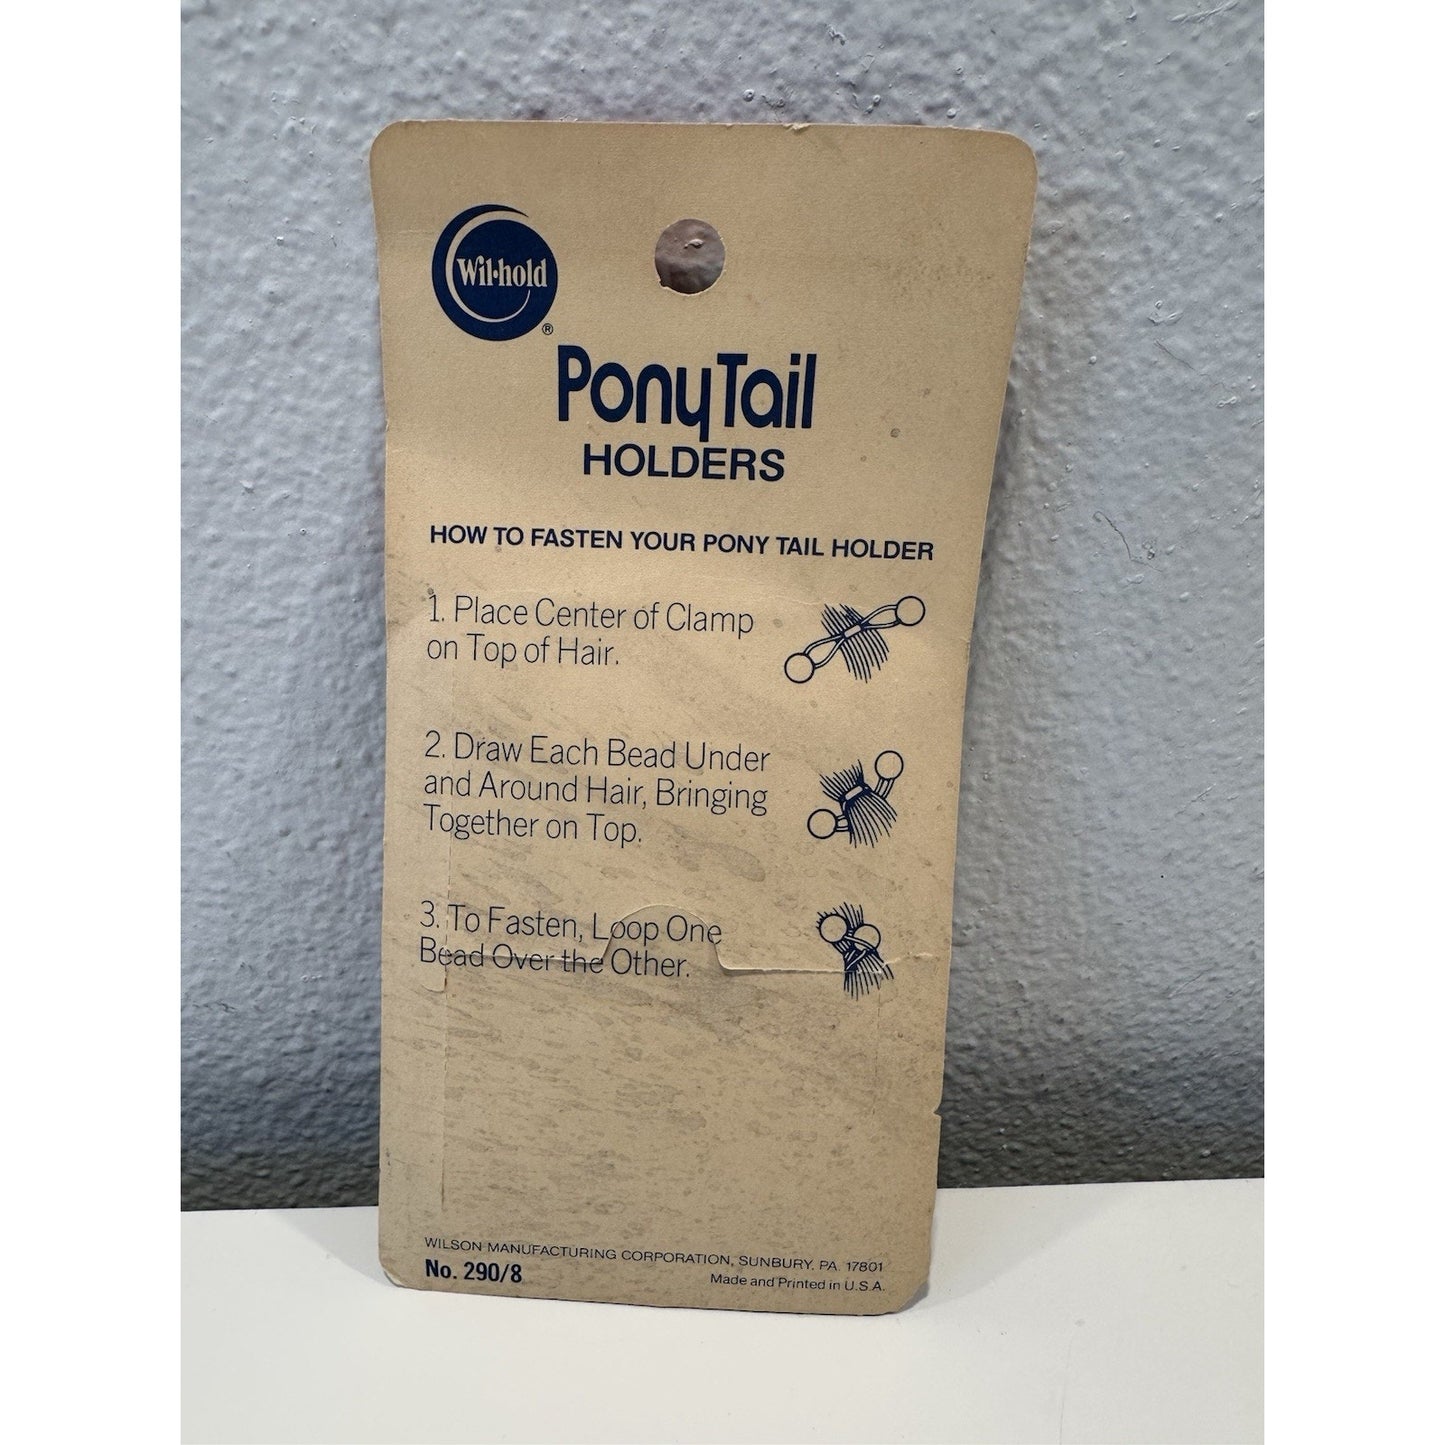 Wil•hold
®
PonyTail
HOLDERS
HOW TO FASTEN YOUR PONY TAIL HOLDER
1. Place Center of Clamp
on Top of Hair.
2. Draw Each Bead Under
and Around Hair, Bringing
Together on Top.
3. To Fasten, Loop One
Bead Over the Other.
WILSON MANUFACTURING CORPORATION, SUNBURY, PA. 17801
No. 290/8
Made and Printed in U.S.A.